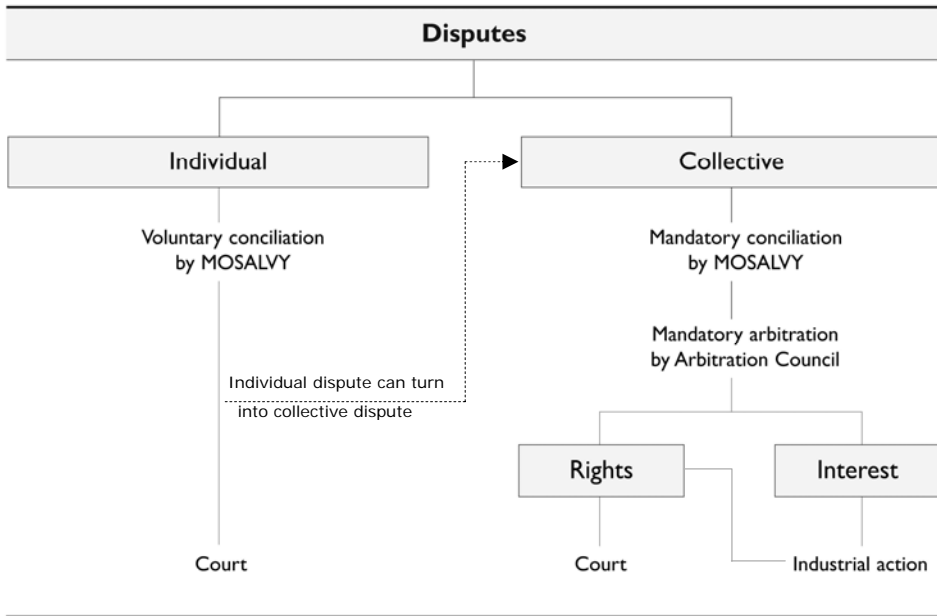 Disputes
Individual
Collective
Voluntary conciliation
by MOSALVY
Mandatory conciliation
by MOSALVY
Mandatory arbitration
by Arbitration Council
Individual dispute can turn
into collective dispute
Rights
Interest
Court
Court
Industrial action